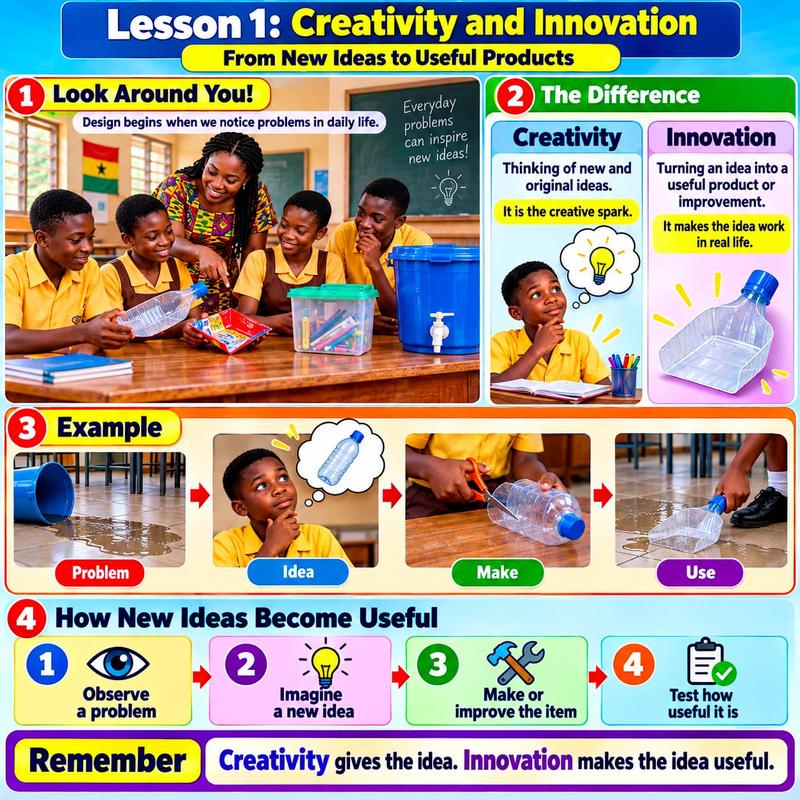 Lesson 1: Creativity and Innovation
From New Ideas to Useful Products
1 Look Around You!
Design begins when we notice problems in daily life.
Everyday
problems
can inspire
new ideas!
2 The Difference
Creativity
Thinking of new and
original ideas.
It is the creative spark.
Innovation
Turning an idea into a
useful product or
improvement.
It makes the idea work
in real life.
3 Example
Problem
Idea
Make
Use
4 How New Ideas Become Useful
1
Observe
a problem
2
Imagine
a new idea
3
Make or
improve the item
4
Test how
useful it is
Remember
Creativity gives the idea. Innovation makes the idea useful.